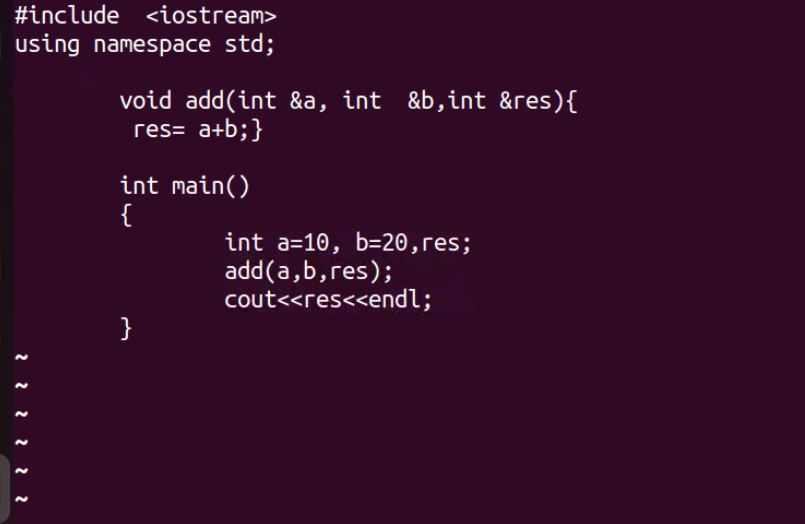 #include  <iostream>
using namespace std;
void add(int &a, int  &b,int &res){
res= a+b;}
int main()
{
int a=10, b=20,res;
add(a,b,res);
cout<<res<<endl;
}
~
~
~
~
~
~